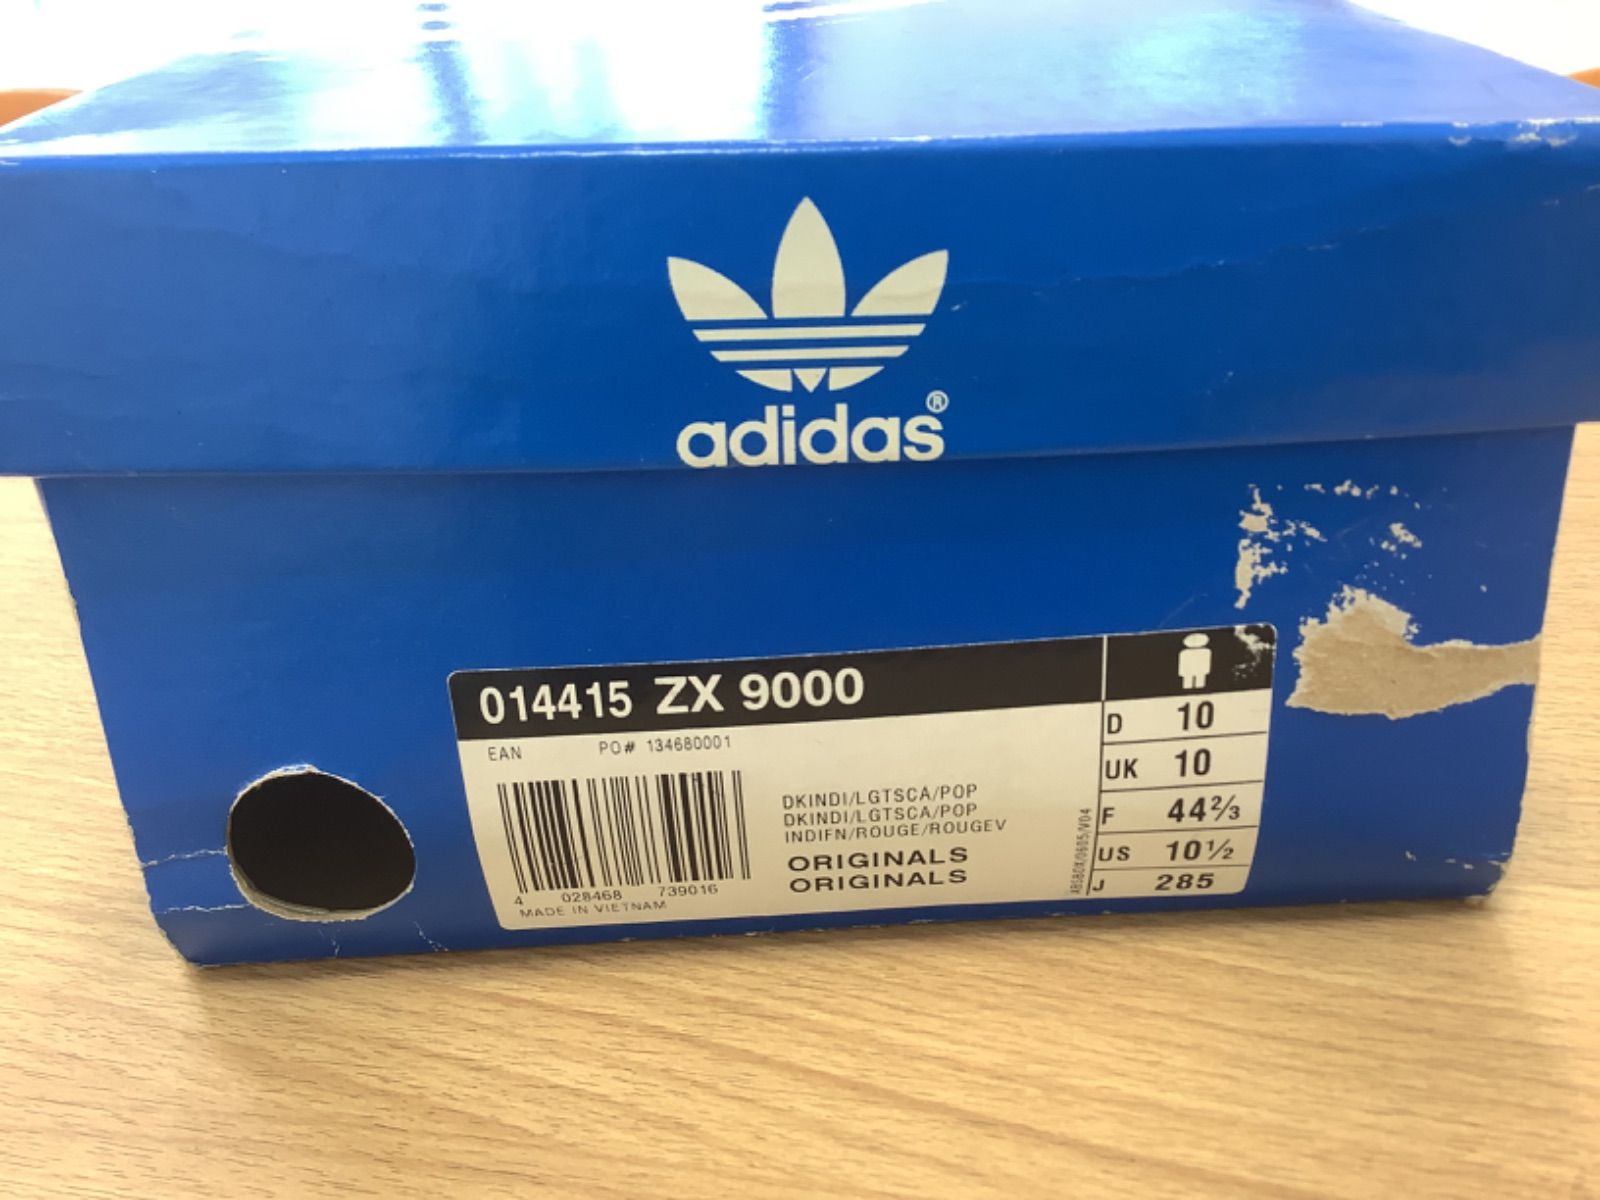 adidas®
014415 ZX 9000
EAN PO# 134680001
DKINDI/LGTSCA/POP
DKINDI/LGTSCA/POP
INDIFN/ROUGE/ROUGEV
ORIGINALS
ORIGINALS
4 028468 739016
MADE IN VIETNAM
D 10
UK 10
F 44⅔
US 10½
J 285